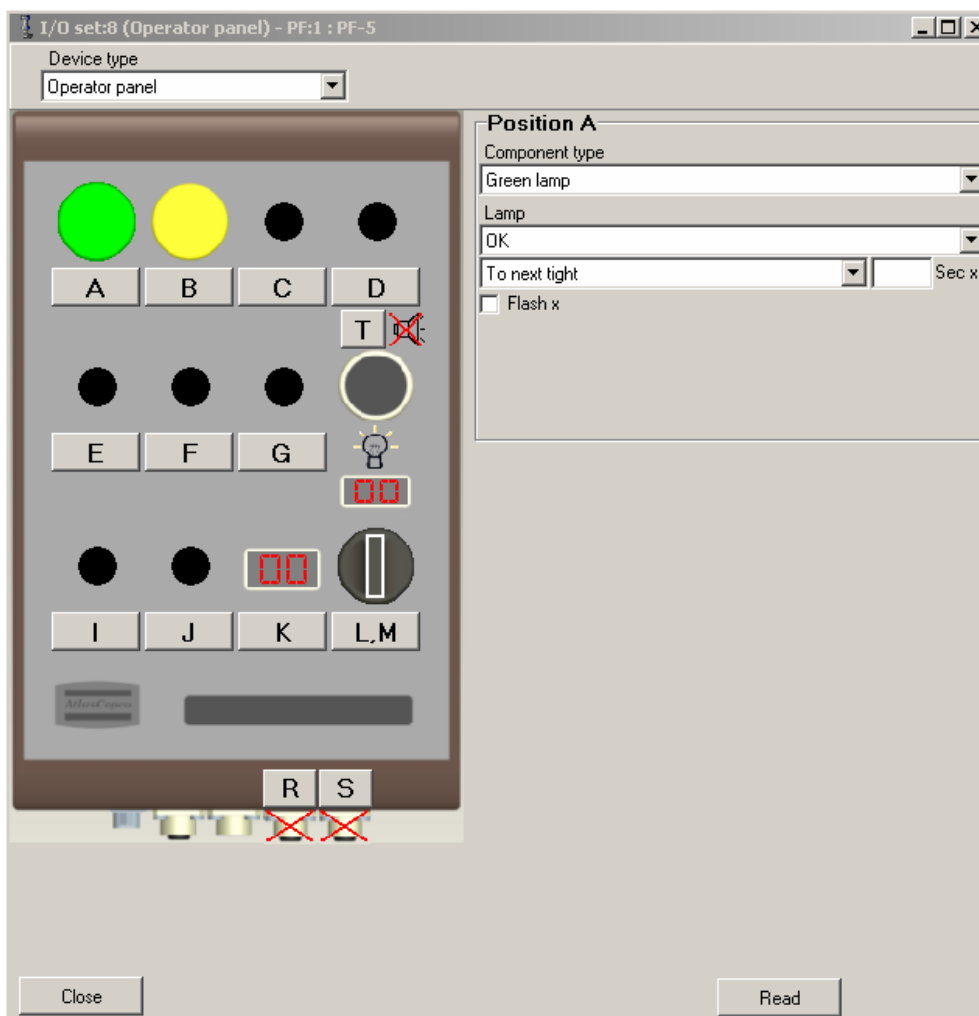 I/O set:8 (Operator panel) - PF:1 : PF-5
Device type
Operator panel
Position A
Component type
Green lamp
Lamp
OK
To next tight Sec x
Flash x
A B C D
T
E F G
00
00
I J K L,M
AtlasCopco
R S
Close Read